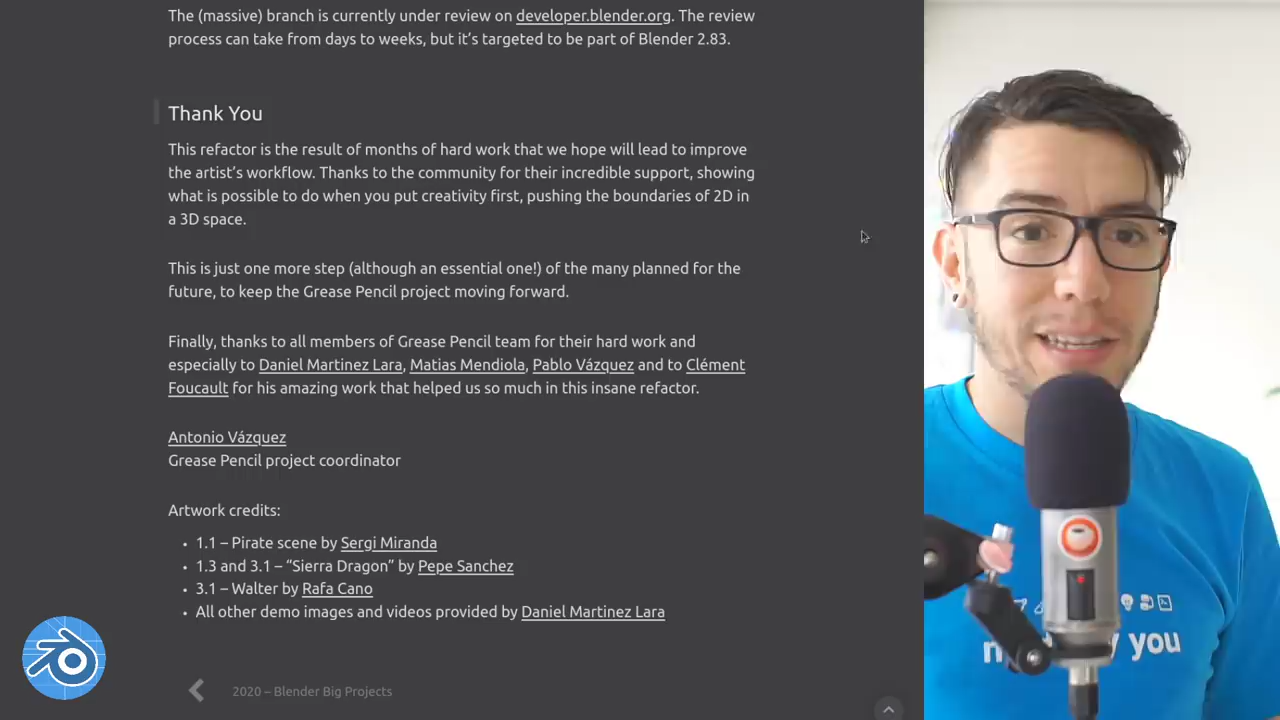 The (massive) branch is currently under review on developer.blender.org. The review
process can take from days to weeks, but it’s targeted to be part of Blender 2.83.
Thank You
This refactor is the result of months of hard work that we hope will lead to improve
the artist’s workflow. Thanks to the community for their incredible support, showing
what is possible to do when you put creativity first, pushing the boundaries of 2D in
a 3D space.
This is just one more step (although an essential one!) of the many planned for the
future, to keep the Grease Pencil project moving forward.
Finally, thanks to all members of Grease Pencil team for their hard work and
especially to Daniel Martinez Lara, Matias Mendiola, Pablo Vázquez and to Clément
Foucault for his amazing work that helped us so much in this insane refactor.
Antonio Vázquez
Grease Pencil project coordinator
Artwork credits:
• 1.1 – Pirate scene by Sergi Miranda
• 1.3 and 3.1 – “Sierra Dragon” by Pepe Sanchez
• 3.1 – Walter by Rafa Cano
• All other demo images and videos provided by Daniel Martinez Lara
2020 – Blender Big Projects
you